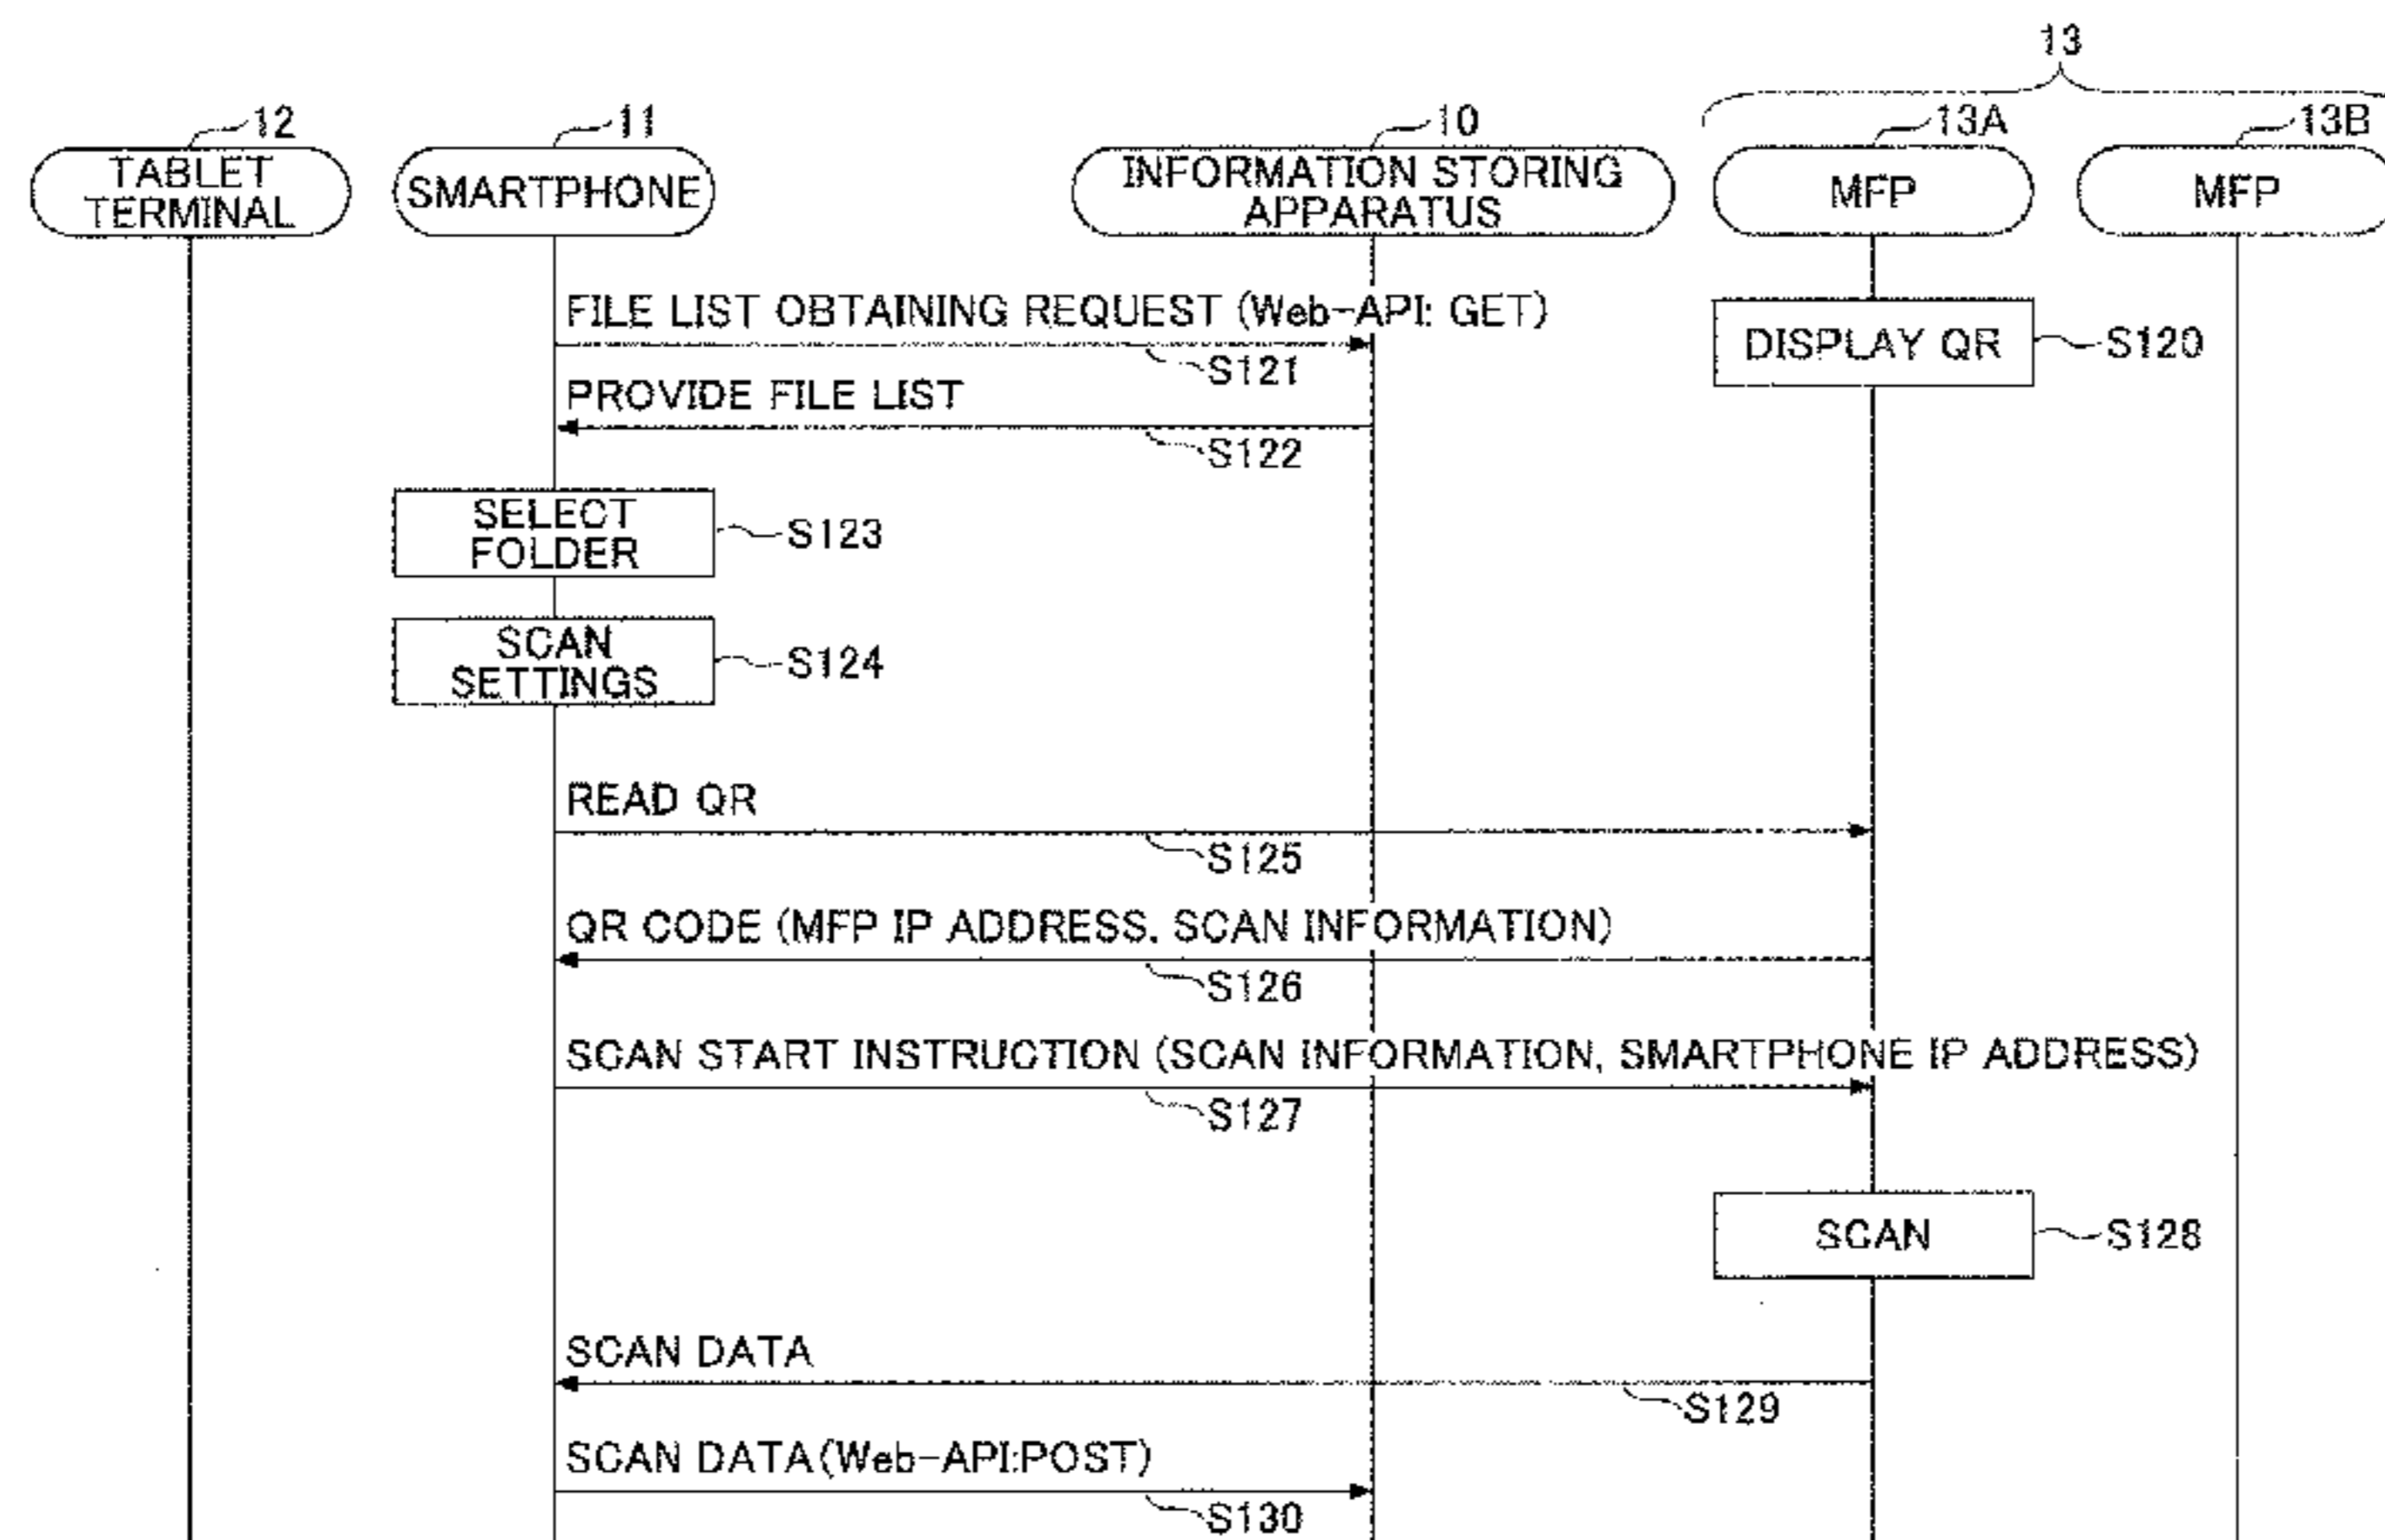 13
12
11
10
13A
13B
TABLET
TERMINAL
SMARTPHONE
INFORMATION STORING
APPARATUS
MFP
MFP
FILE LIST OBTAINING REQUEST (Web-API: GET)
DISPLAY QR
S120
S121
PROVIDE FILE LIST
S122
SELECT
FOLDER
S123
SCAN
SETTINGS
S124
READ QR
S125
QR CODE (MFP IP ADDRESS, SCAN INFORMATION)
S126
SCAN START INSTRUCTION (SCAN INFORMATION, SMARTPHONE IP ADDRESS)
S127
SCAN
S128
SCAN DATA
S129
SCAN DATA(Web-API:POST)
S130